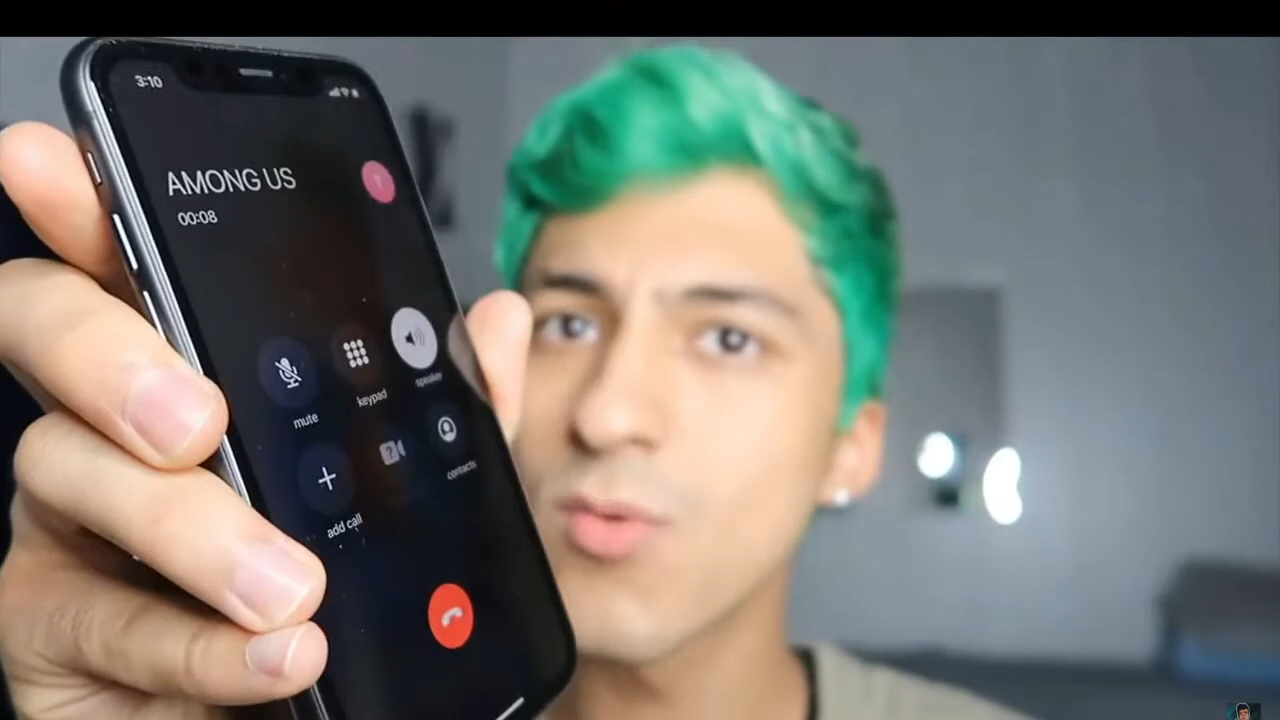 3:10
AMONG US
00:08
mute
keypad
speaker
add call
?
contacts